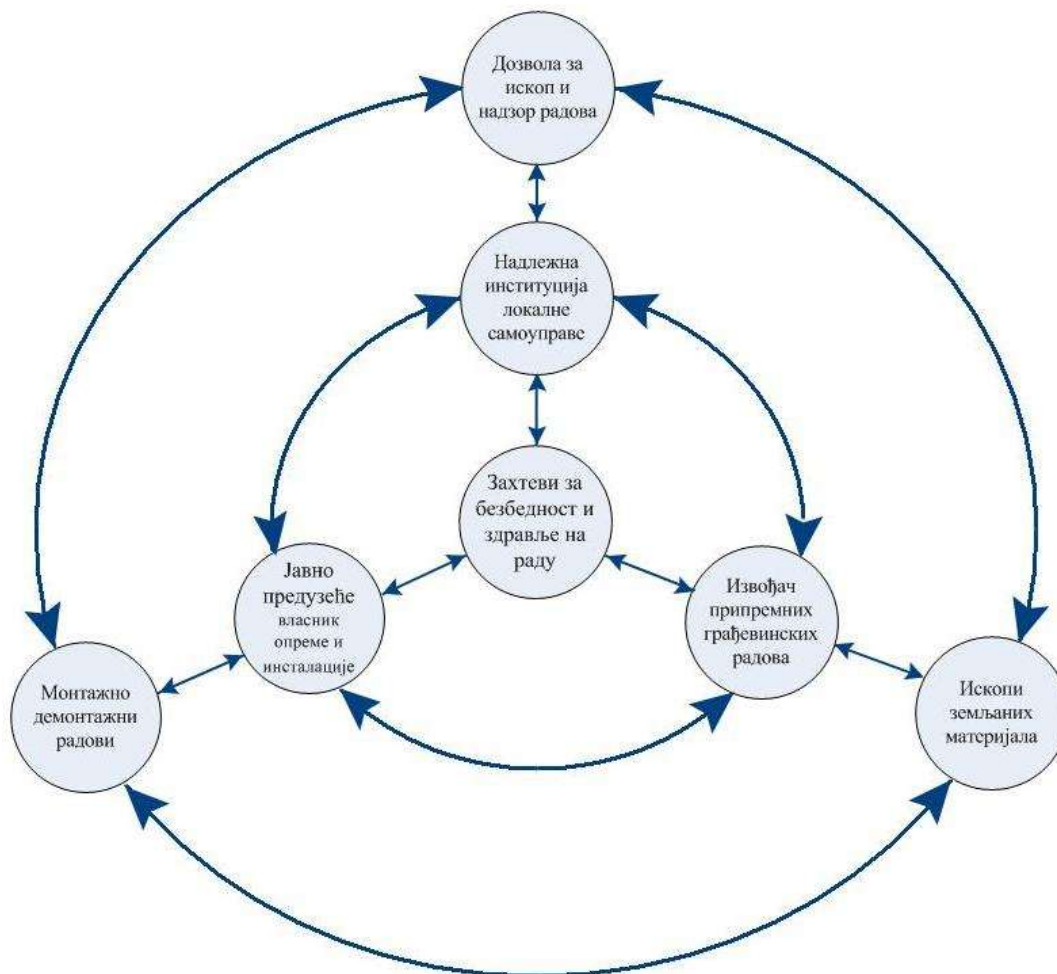 Дозвола за
ископ и
надзор радова
Надлежна
институција
локалне
самоуправе
Захтеви за
безбедност и
здравље на
раду
Јавно
предузеће
власник
опреме и
инсталације
Извођач
припремних
грађевинских
радова
Монтажно
демонтажни
радови
Ископи
земљаних
материјала